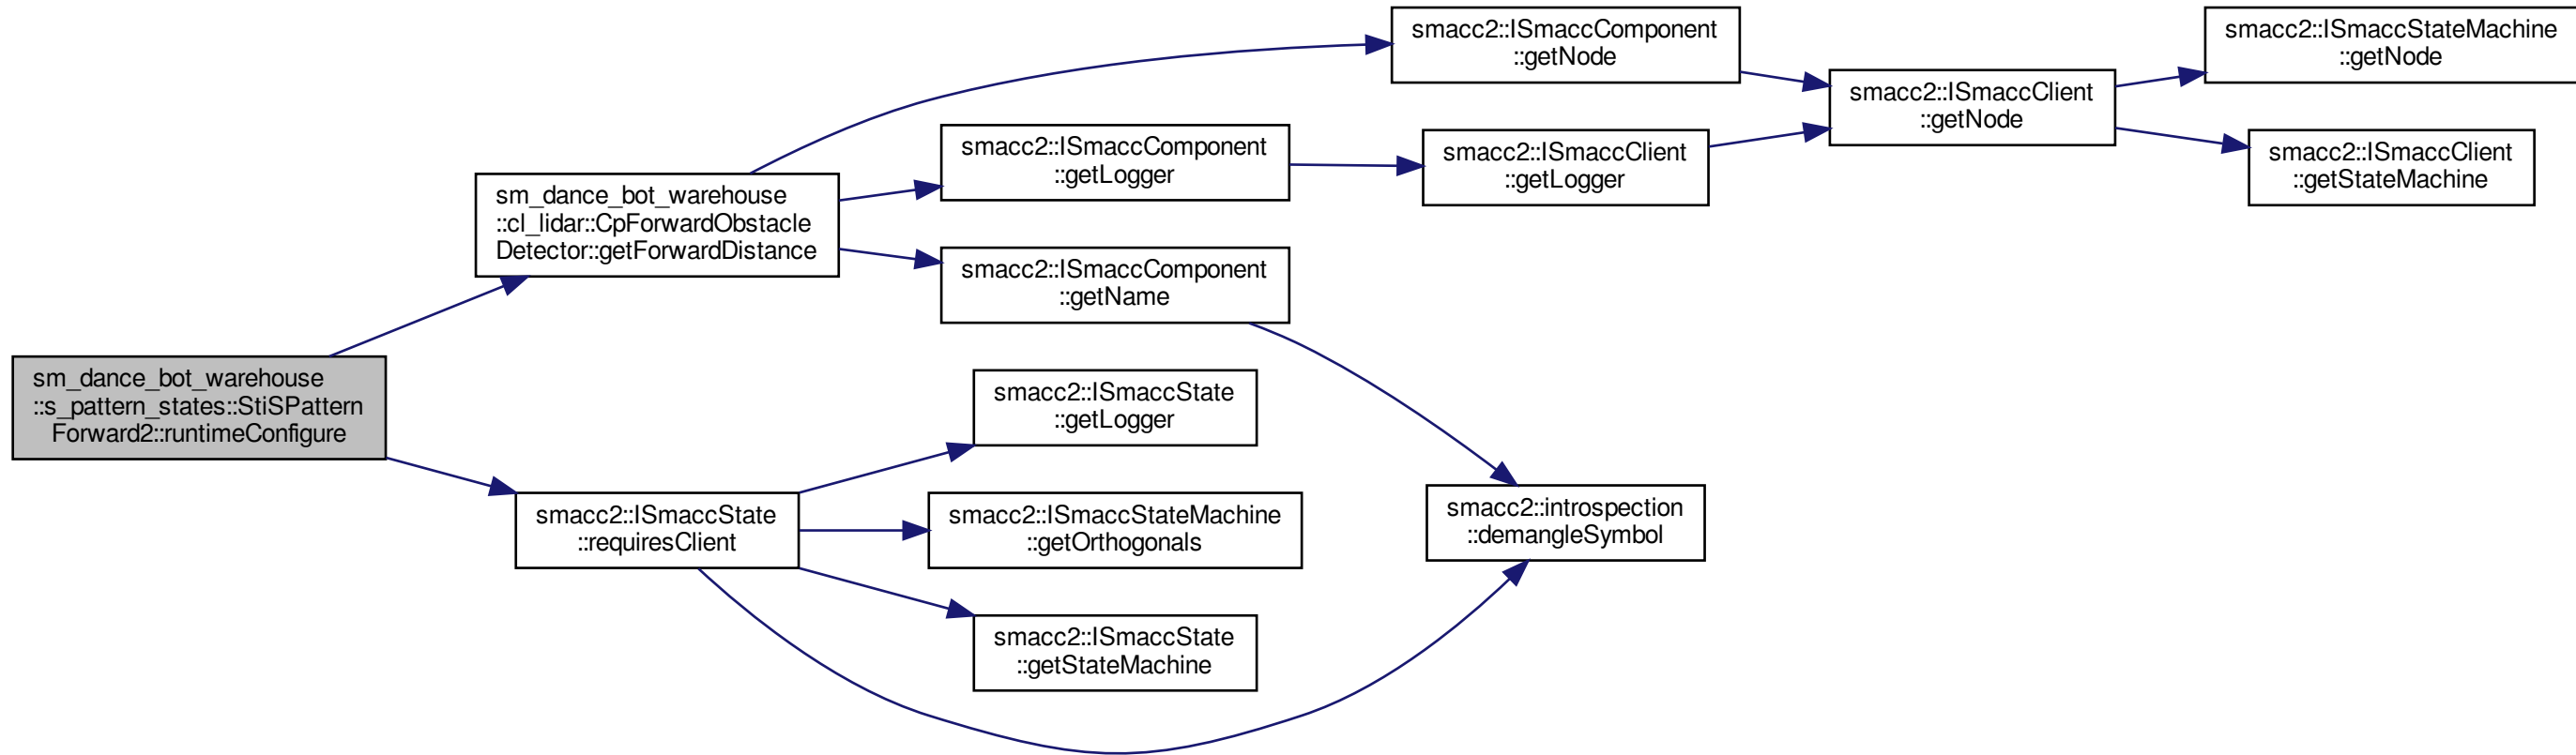 sm_dance_bot_warehouse
::s_pattern_states::StiSPattern
Forward2::runtimeConfigure
sm_dance_bot_warehouse
::cl_lidar::CpForwardObstacle
Detector::getForwardDistance
smacc2::ISmaccState
::requiresClient
smacc2::ISmaccComponent
::getNode
smacc2::ISmaccComponent
::getLogger
smacc2::ISmaccComponent
::getName
smacc2::ISmaccState
::getLogger
smacc2::ISmaccStateMachine
::getOrthogonals
smacc2::ISmaccState
::getStateMachine
smacc2::ISmaccClient
::getLogger
smacc2::introspection
::demangleSymbol
smacc2::ISmaccClient
::getNode
smacc2::ISmaccStateMachine
::getNode
smacc2::ISmaccClient
::getStateMachine